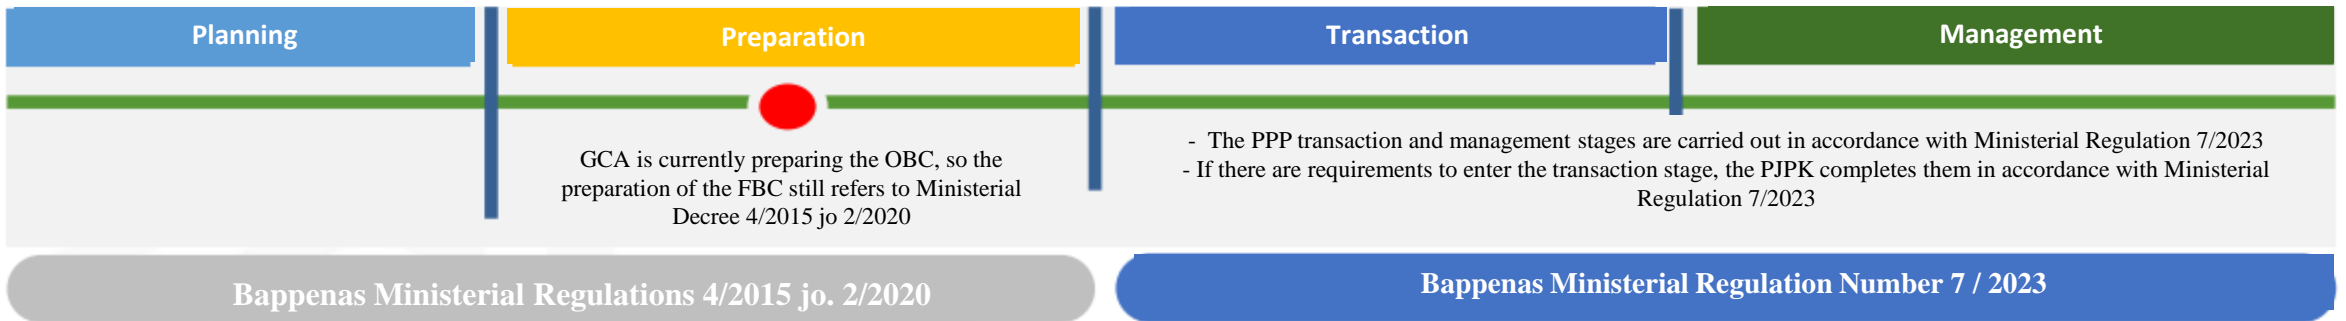 Planning
Preparation
Transaction
Management
GCA is currently preparing the OBC, so the
preparation of the FBC still refers to Ministerial
Decree 4/2015 jo 2/2020
- The PPP transaction and management stages are carried out in accordance with Ministerial Regulation 7/2023
- If there are requirements to enter the transaction stage, the PJPK completes them in accordance with Ministerial
Regulation 7/2023
Bappenas Ministerial Regulations 4/2015 jo. 2/2020
Bappenas Ministerial Regulation Number 7 / 2023